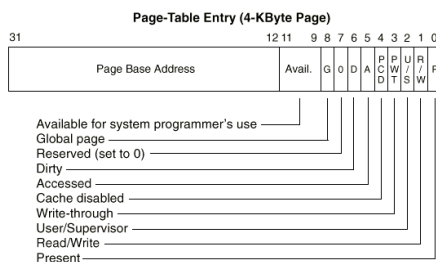 Page-Table Entry (4-KByte Page)
31 12 11 9 8 7 6 5 4 3 2 1 0
Page Base Address Avail. G 0 D A PCD PWT U/S R/W P
Available for system programmer's use
Global page
Reserved (set to 0)
Dirty
Accessed
Cache disabled
Write-through
User/Supervisor
Read/Write
Present